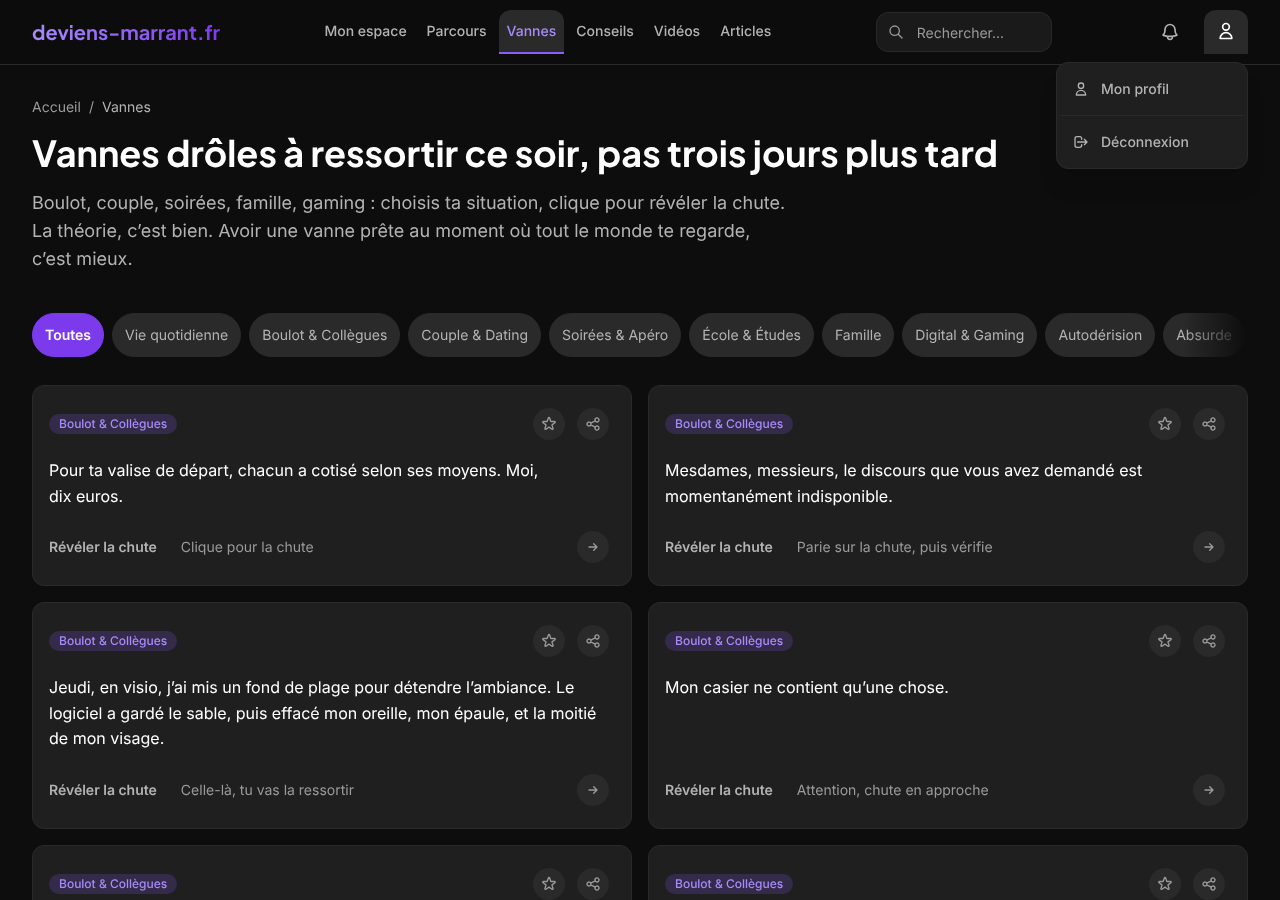 deviens-marrant.fr
Mon espace
Parcours
Vannes
Conseils
Vidéos
Articles
Rechercher...
Mon profil
Déconnexion
Accueil / Vannes
Vannes drôles à ressortir ce soir, pas trois jours plus tard
Boulot, couple, soirées, famille, gaming : choisis ta situation, clique pour révéler la chute.
La théorie, c’est bien. Avoir une vanne prête au moment où tout le monde te regarde,
c’est mieux.
Toutes
Vie quotidienne
Boulot & Collègues
Couple & Dating
Soirées & Apéro
École & Études
Famille
Digital & Gaming
Autodérision
Absurde
Boulot & Collègues
Pour ta valise de départ, chacun a cotisé selon ses moyens. Moi,
dix euros.
Révéler la chute
Clique pour la chute
Boulot & Collègues
Mesdames, messieurs, le discours que vous avez demandé est
momentanément indisponible.
Révéler la chute
Parie sur la chute, puis vérifie
Boulot & Collègues
Jeudi, en visio, j’ai mis un fond de plage pour détendre l’ambiance. Le
logiciel a gardé le sable, puis effacé mon oreille, mon épaule, et la moitié
de mon visage.
Révéler la chute
Celle-là, tu vas la ressortir
Boulot & Collègues
Mon casier ne contient qu’une chose.
Révéler la chute
Attention, chute en approche
Boulot & Collègues
Boulot & Collègues